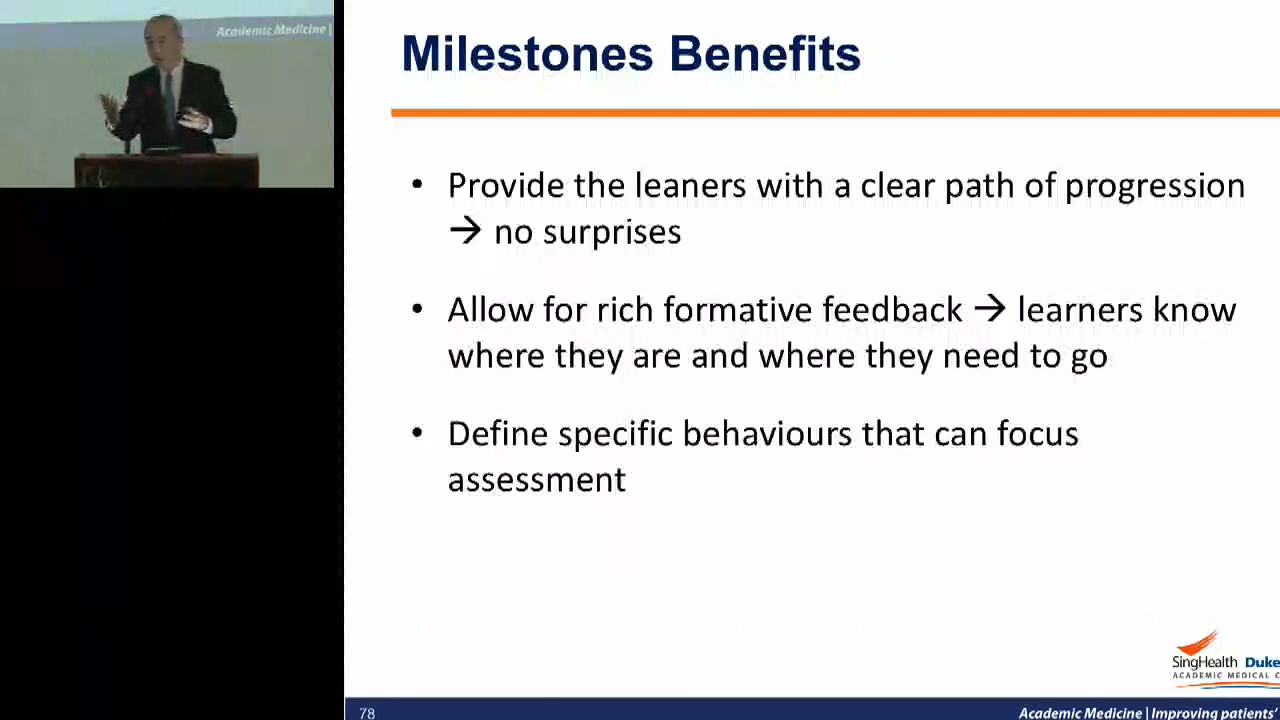 Academic Medicine |
Milestones Benefits
• Provide the leaners with a clear path of progression
→ no surprises
• Allow for rich formative feedback → learners know
where they are and where they need to go
• Define specific behaviours that can focus
assessment
SingHealth Duke
ACADEMIC MEDICAL C
78
Academic Medicine | Improving patients'